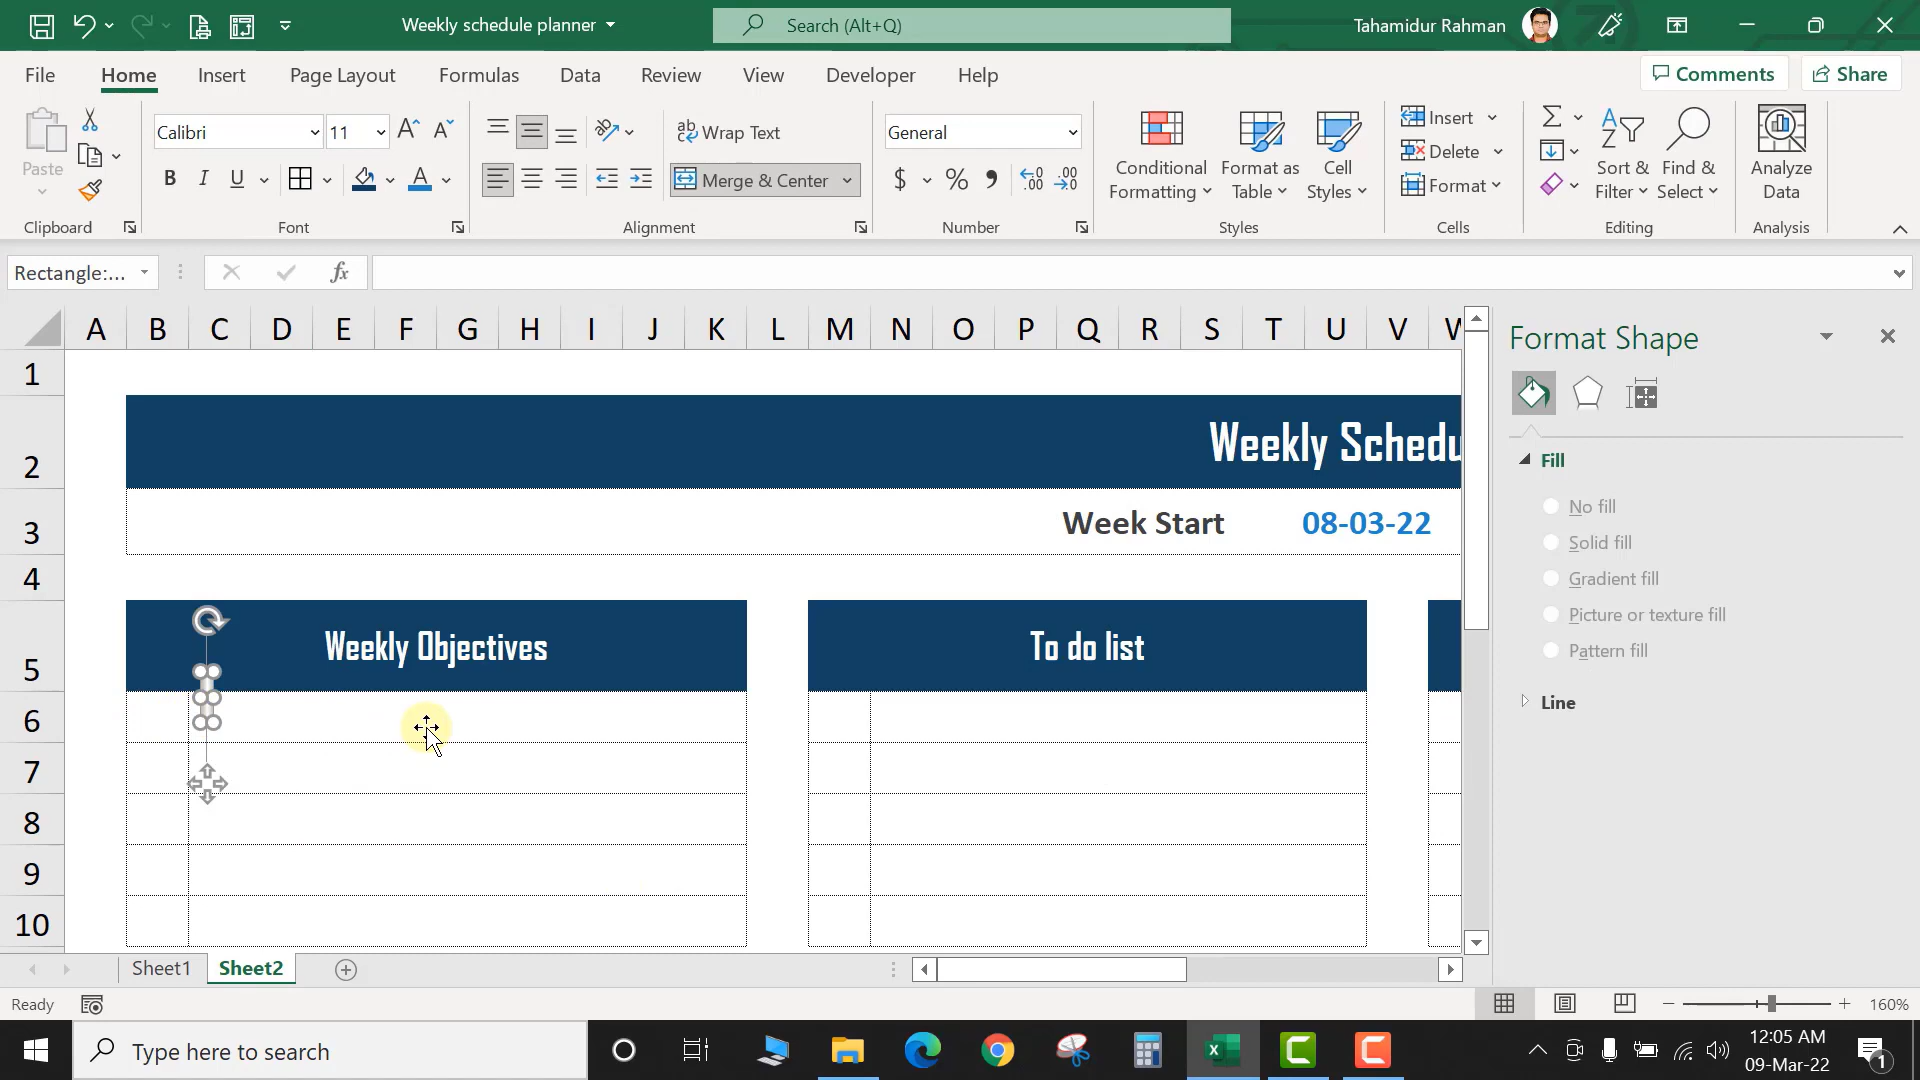 Weekly schedule planner
Search (Alt+Q)
Tahamidur Rahman
File
Home
Insert
Page Layout
Formulas
Data
Review
View
Developer
Help
Comments
Share
Paste
Clipboard
Calibri
11
B
I
U
A
Font
Wrap Text
Merge & Center
Alignment
General
$
%
Number
Conditional
Formatting
Format as
Table
Cell
Styles
Styles
Insert
Delete
Format
Cells
Sort &
Filter
Find &
Select
Editing
Analyze
Data
Analysis
Rectangle:...
fx
A B C D E F G H I J K L M N O P Q R S T U V W
1
2
Weekly Schedu
3
Week Start
08-03-22
4
5
Weekly Objectives
To do list
6
7
8
9
10
Format Shape
Fill
No fill
Solid fill
Gradient fill
Picture or texture fill
Pattern fill
Line
Sheet1
Sheet2
Ready
160%
Type here to search
12:05 AM
09-Mar-22
1